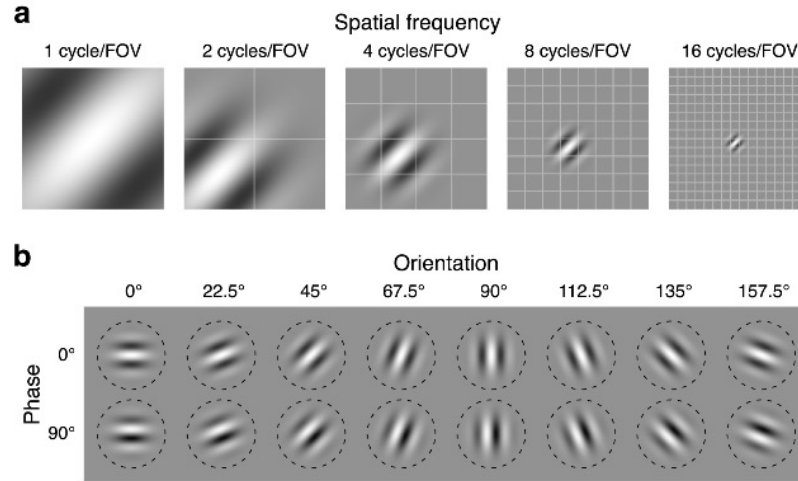 a
Spatial frequency
1 cycle/FOV 2 cycles/FOV 4 cycles/FOV 8 cycles/FOV 16 cycles/FOV
b
Orientation
0° 22.5° 45° 67.5° 90° 112.5° 135° 157.5°
Phase
0°
90°